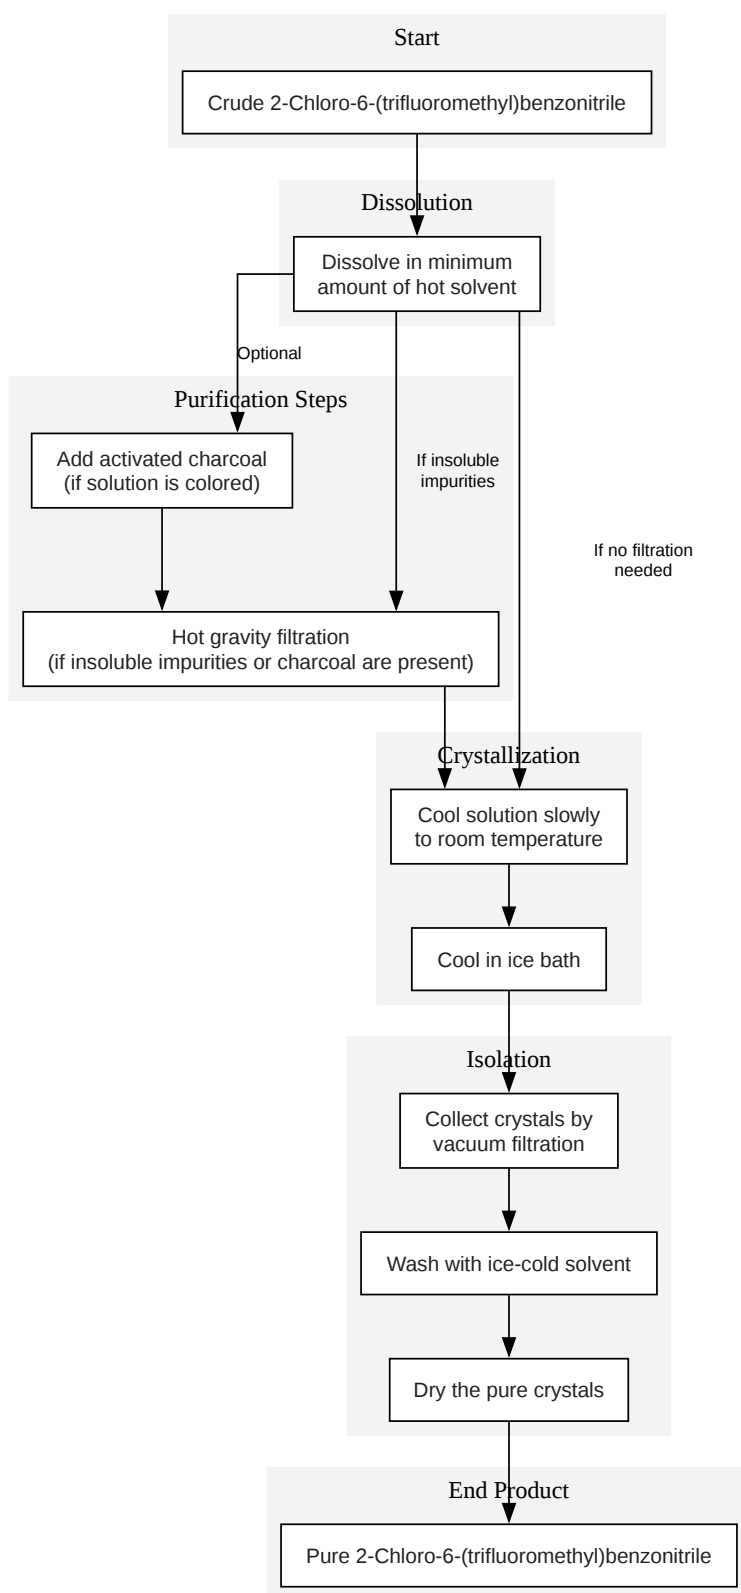 Start
Crude 2-Chloro-6-(trifluoromethyl)benzonitrile
Dissolution
Dissolve in minimum
amount of hot solvent
Optional
Purification Steps
Add activated charcoal
(if solution is colored)
If insoluble
impurities
If no filtration
needed
Hot gravity filtration
(if insoluble impurities or charcoal are present)
Crystallization
Cool solution slowly
to room temperature
Cool in ice bath
Isolation
Collect crystals by
vacuum filtration
Wash with ice-cold solvent
Dry the pure crystals
End Product
Pure 2-Chloro-6-(trifluoromethyl)benzonitrile